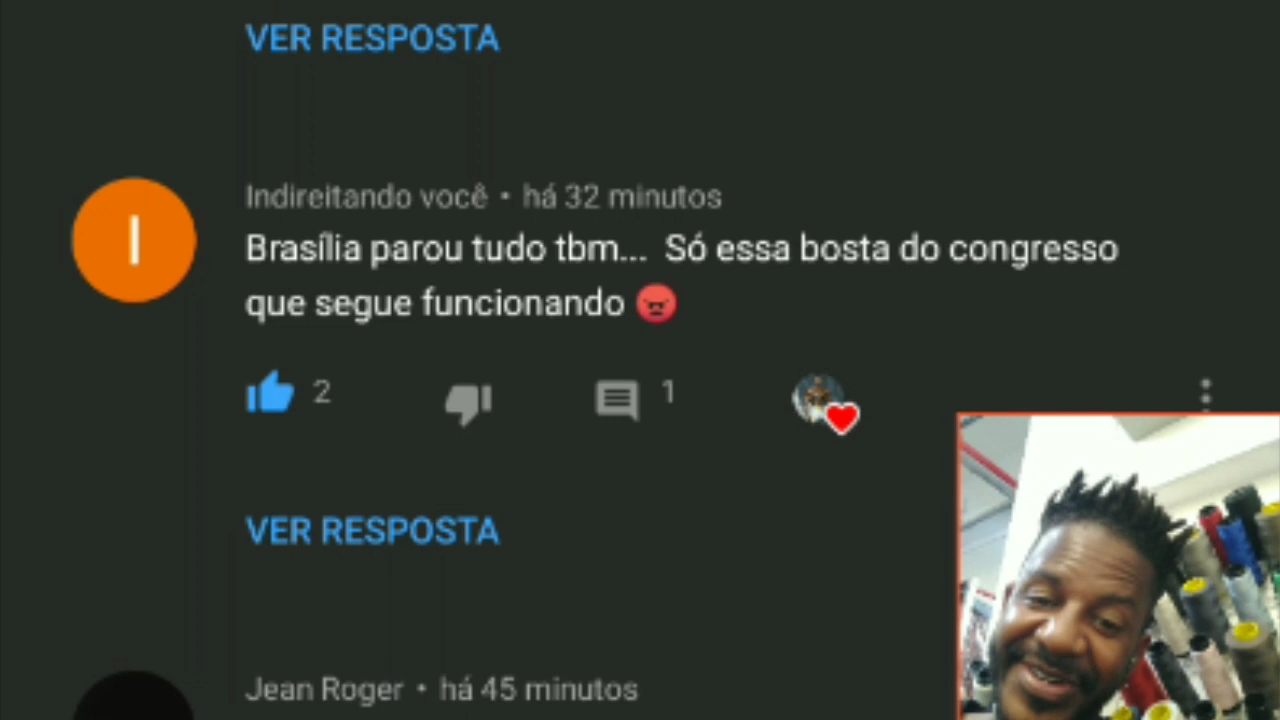 VER RESPOSTA
I
Indireitando você • há 32 minutos
Brasília parou tudo tbm... Só essa bosta do congresso
que segue funcionando 😡
2
1
VER RESPOSTA
Jean Roger • há 45 minutos